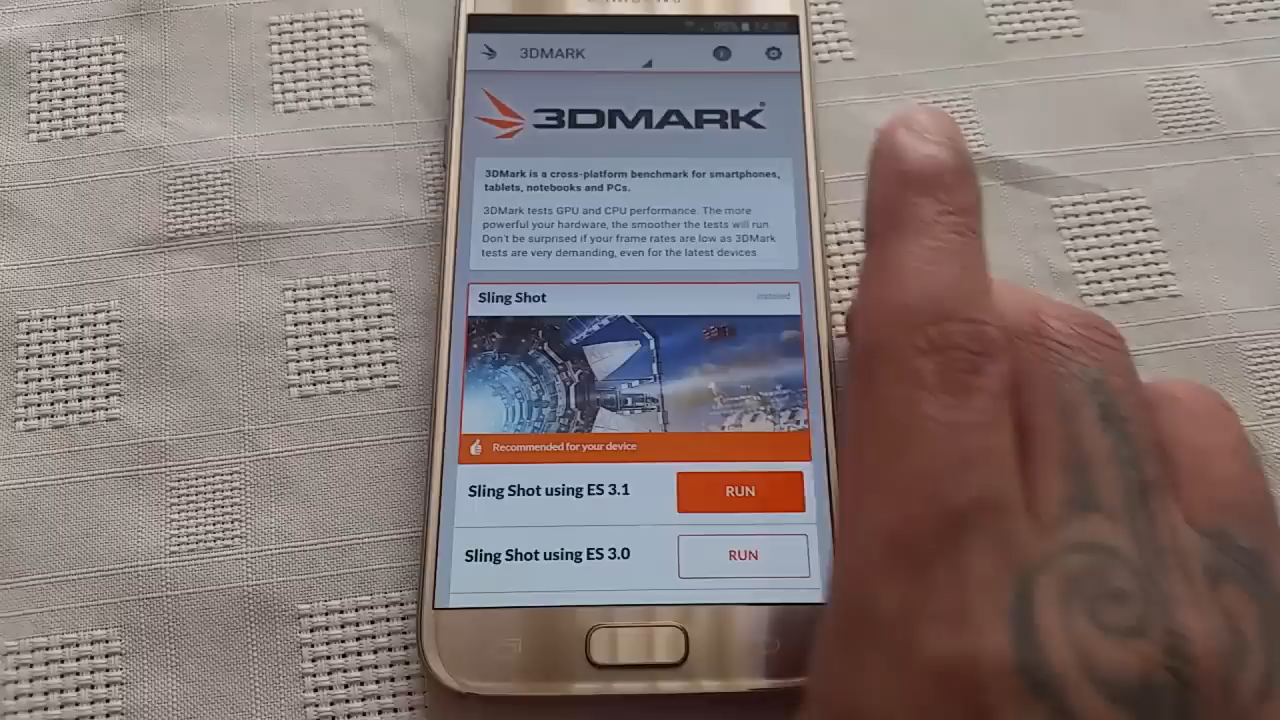 3DMARK
3DMARK
3DMark is a cross-platform benchmark for smartphones,
tablets, notebooks and PCs.
3DMark tests GPU and CPU performance. The more
powerful your hardware, the smoother the tests will run.
Don't be surprised if your frame rates are low as 3DMark
tests are very demanding, even for the latest devices.
Sling Shot
Installed
Recommended for your device
Sling Shot using ES 3.1
RUN
Sling Shot using ES 3.0
RUN